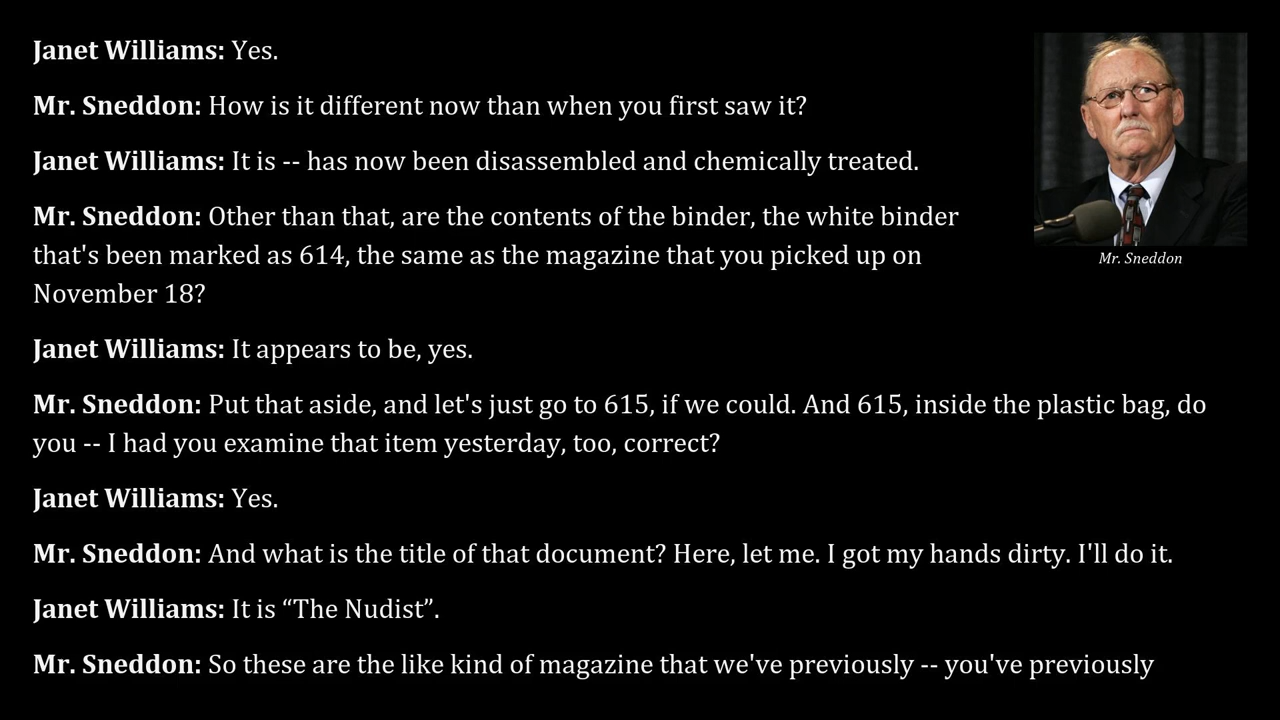 Janet Williams: Yes.
Mr. Sneddon: How is it different now than when you first saw it?
Janet Williams: It is -- has now been disassembled and chemically treated.
Mr. Sneddon: Other than that, are the contents of the binder, the white binder
that's been marked as 614, the same as the magazine that you picked up on
November 18?
Mr. Sneddon
Janet Williams: It appears to be, yes.
Mr. Sneddon: Put that aside, and let's just go to 615, if we could. And 615, inside the plastic bag, do
you -- I had you examine that item yesterday, too, correct?
Janet Williams: Yes.
Mr. Sneddon: And what is the title of that document? Here, let me. I got my hands dirty. I'll do it.
Janet Williams: It is “The Nudist”.
Mr. Sneddon: So these are the like kind of magazine that we've previously -- you've previously